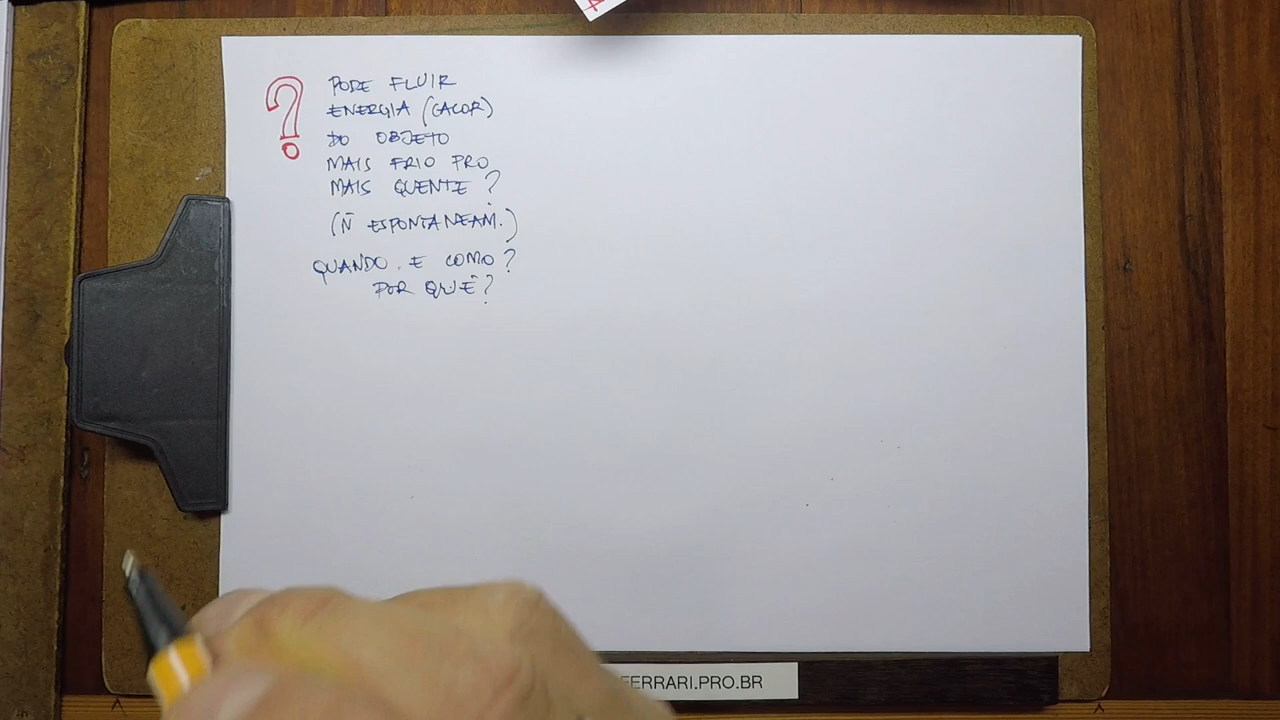 ?
PODE FLUIR
ENERGIA (CALOR)
DO OBJETO
MAIS FRIO PRO
MAIS QUENTE?
(Ñ ESPONTANEAM.)
QUANDO. E COMO?
POR QUÊ?
FERRARI.PRO.BR